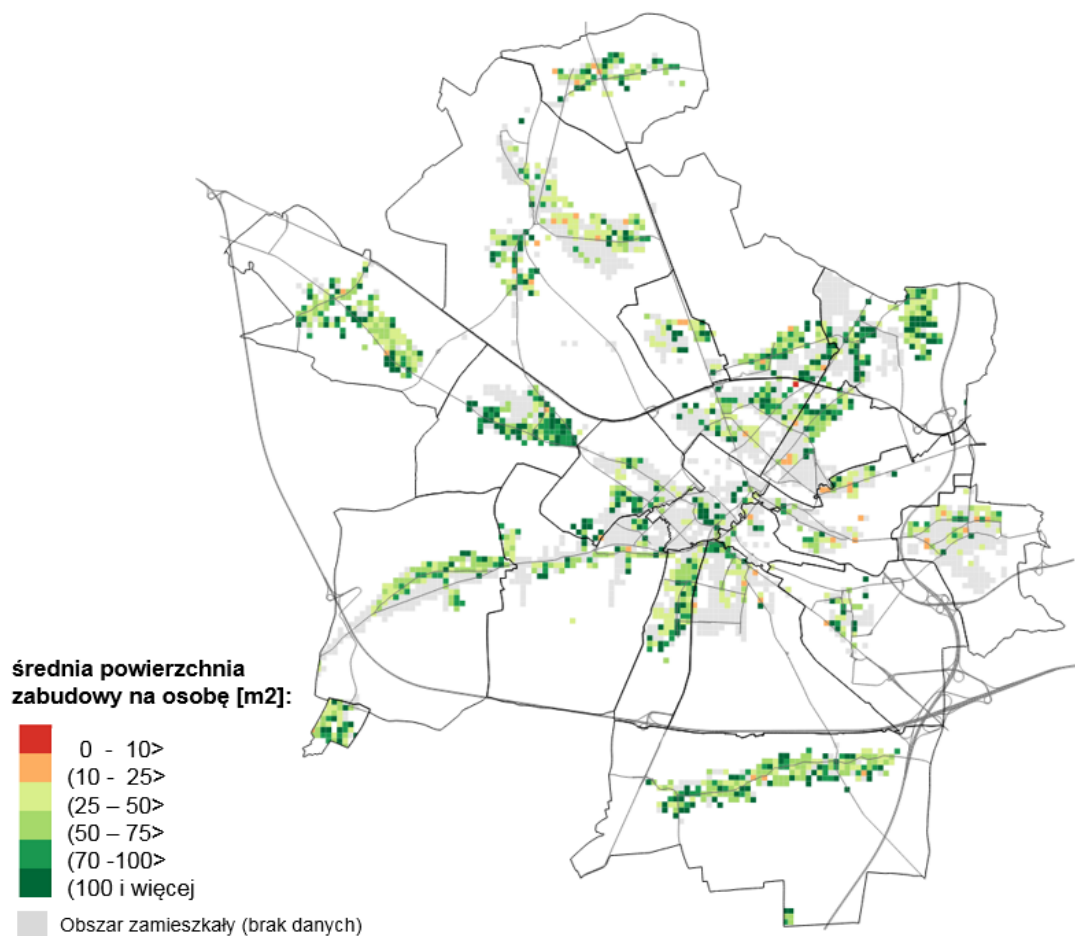 średnia powierzchnia
zabudowy na osobę [m2]:
0 - 10>
(10 - 25>
(25 – 50>
(50 – 75>
(70 -100>
(100 i więcej
Obszar zamieszkały (brak danych)